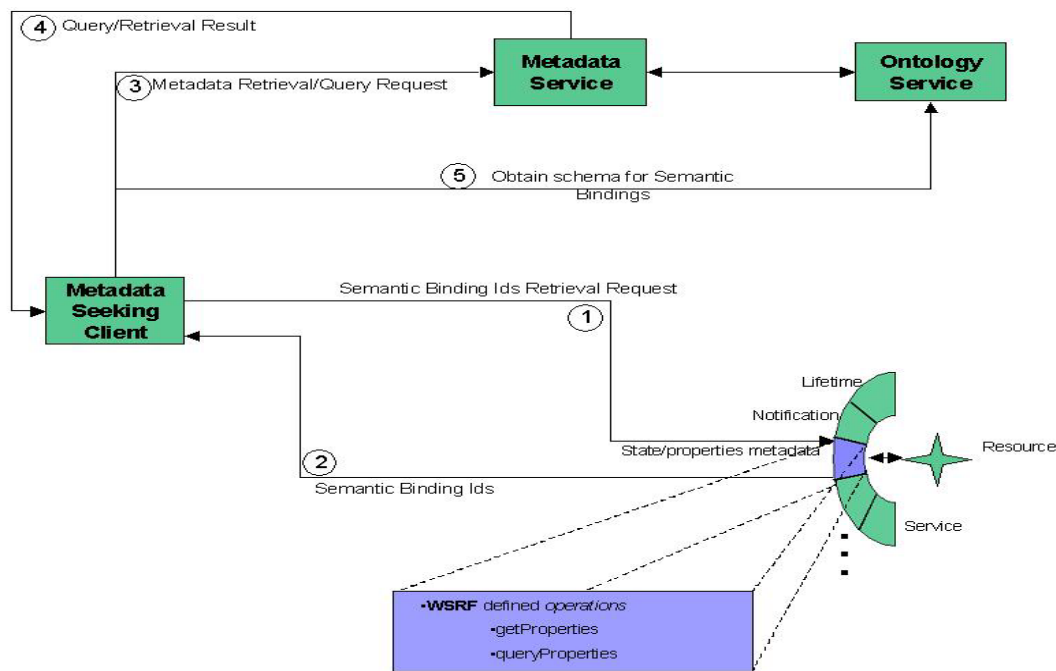 4 Query/Retrieval Result
Metadata
Service
Ontology
Service
3 Metadata Retrieval/Query Request
5 Obtain schema for Semantic
Bindings
Metadata
Seeking
Client
Semantic Binding Ids Retrieval Request
1
Lifetime
Notification
State/properties metadata
Resource
2
Semantic Binding Ids
Service
•WSRF defined operations
•getProperties
•queryProperties